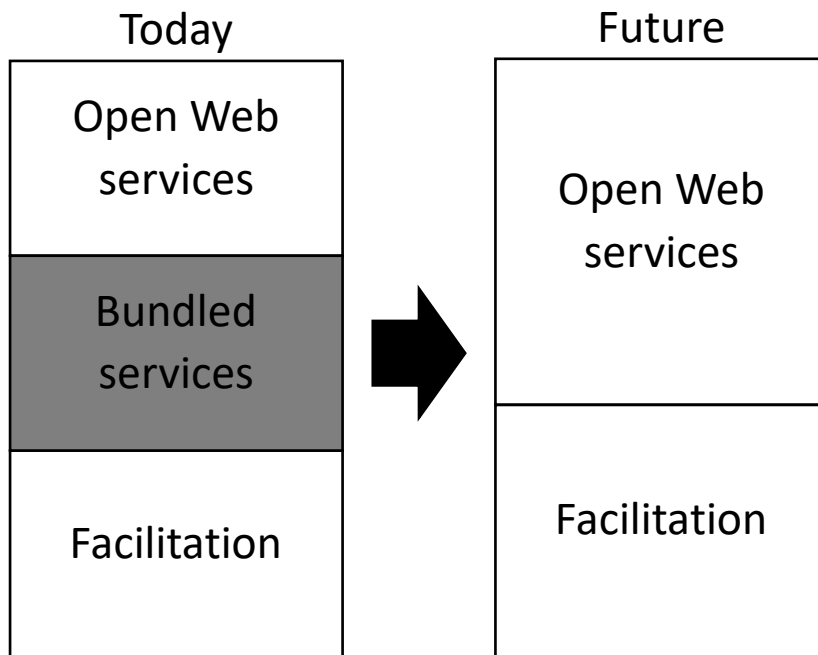 Today
Open Web
services
Bundled
services
Facilitation
Future
Open Web
services
Facilitation